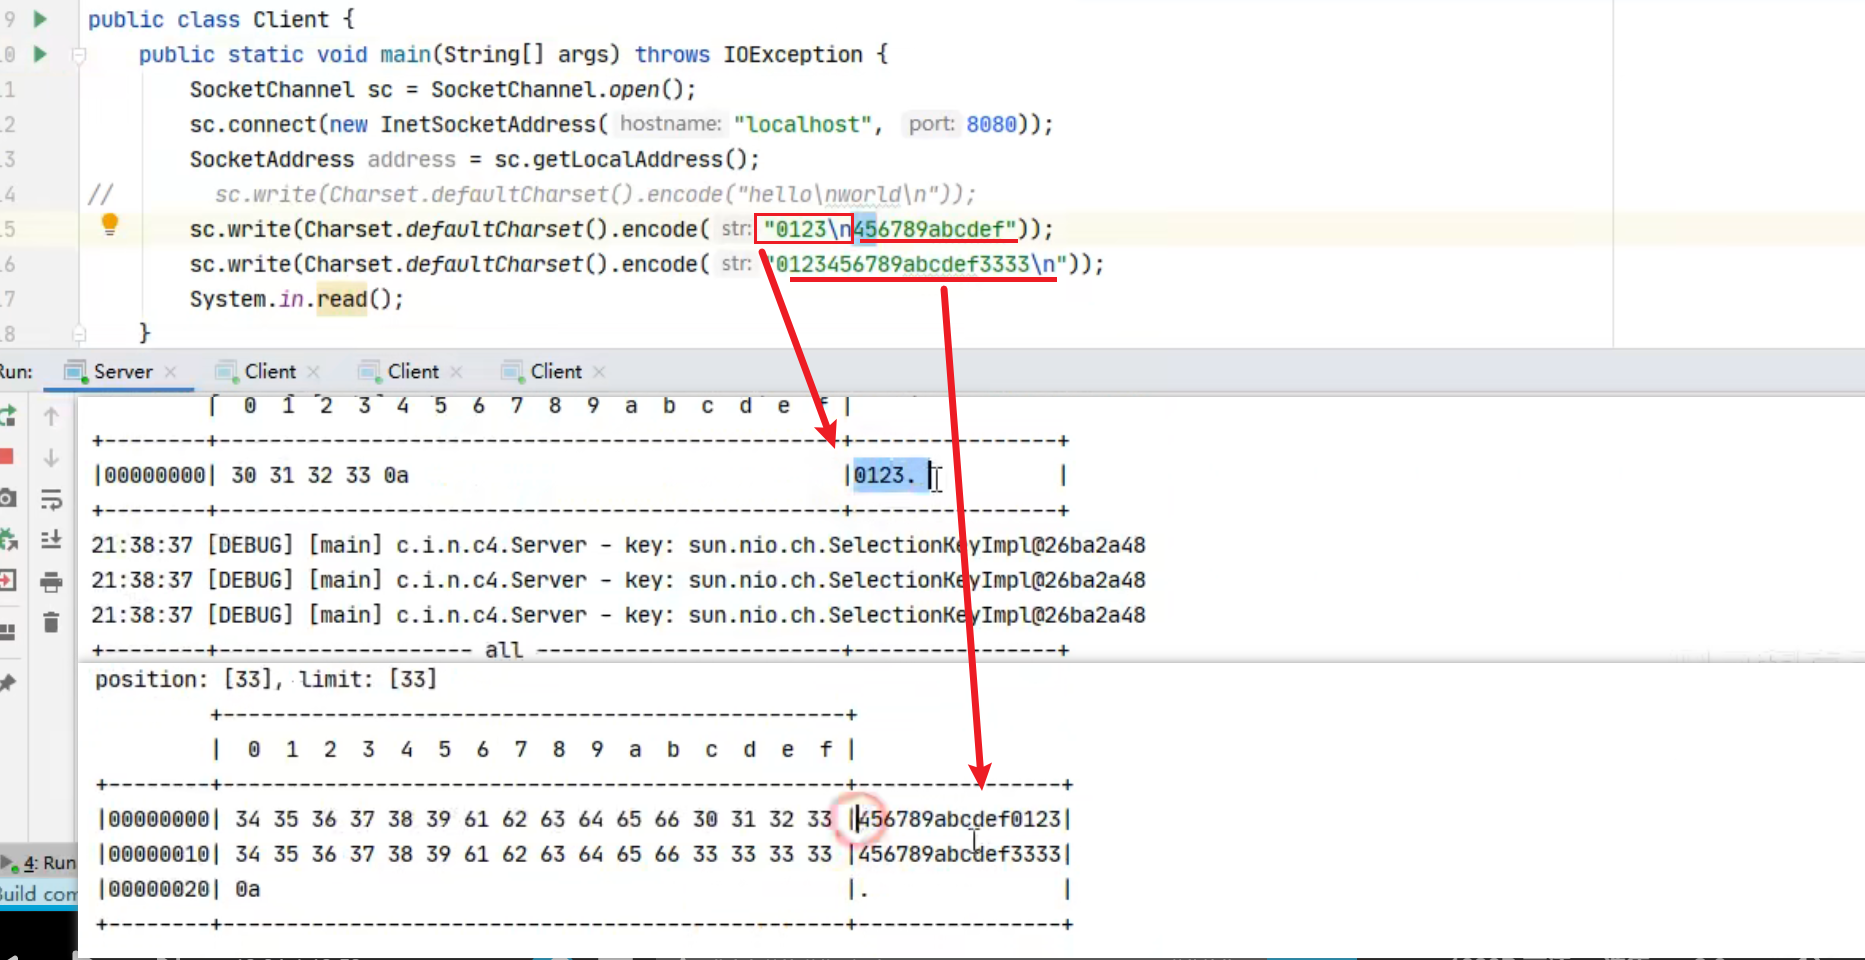 9 public class Client {
0 public static void main(String[] args) throws IOException {
1 SocketChannel sc = SocketChannel.open();
2 sc.connect(new InetSocketAddress( hostname: "localhost", port: 8080));
3 SocketAddress address = sc.getLocalAddress();
4 // sc.write(Charset.defaultCharset().encode("hello\nworld\n"));
5 sc.write(Charset.defaultCharset().encode( str: "0123\n456789abcdef"));
6 sc.write(Charset.defaultCharset().encode( str: "0123456789abcdef3333\n"));
7 System.in.read();
8 }
Run: Server Client Client Client
| 0 1 2 3 4 5 6 7 8 9 a b c d e f |
+--------+-------------------------------------------------+----------------+
|00000000| 30 31 32 33 0a |0123. |
+--------+-------------------------------------------------+----------------+
21:38:37 [DEBUG] [main] c.i.n.c4.Server - key: sun.nio.ch.SelectionKeyImpl@26ba2a48
21:38:37 [DEBUG] [main] c.i.n.c4.Server - key: sun.nio.ch.SelectionKeyImpl@26ba2a48
21:38:37 [DEBUG] [main] c.i.n.c4.Server - key: sun.nio.ch.SelectionKeyImpl@26ba2a48
+--------+-------------------- all ------------------------+----------------+
position: [33], limit: [33]
+-------------------------------------------------+
| 0 1 2 3 4 5 6 7 8 9 a b c d e f |
+--------+-------------------------------------------------+----------------+
|00000000| 34 35 36 37 38 39 61 62 63 64 65 66 30 31 32 33 |456789abcdef0123|
|00000010| 34 35 36 37 38 39 61 62 63 64 65 66 33 33 33 33 |456789abcdef3333|
|00000020| 0a |. |
+--------+-------------------------------------------------+----------------+
4: Run
Build com